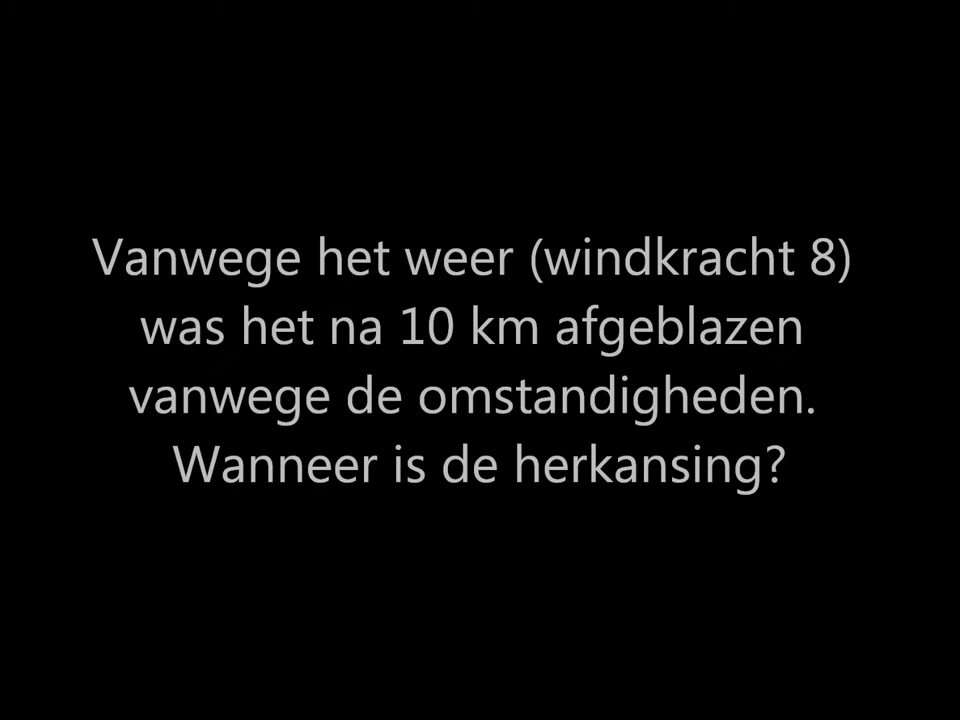 Vanwege het weer (windkracht 8)
was het na 10 km afgeblazen
vanwege de omstandigheden.
Wanneer is de herkansing?